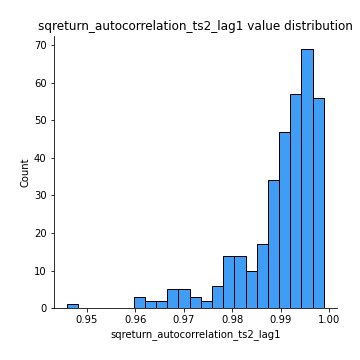 sqreturn_autocorrelation_ts2_lag1 value distribution
70
60
50
40
30
20
10
0
Count
0.95 0.96 0.97 0.98 0.99 1.00
sqreturn_autocorrelation_ts2_lag1